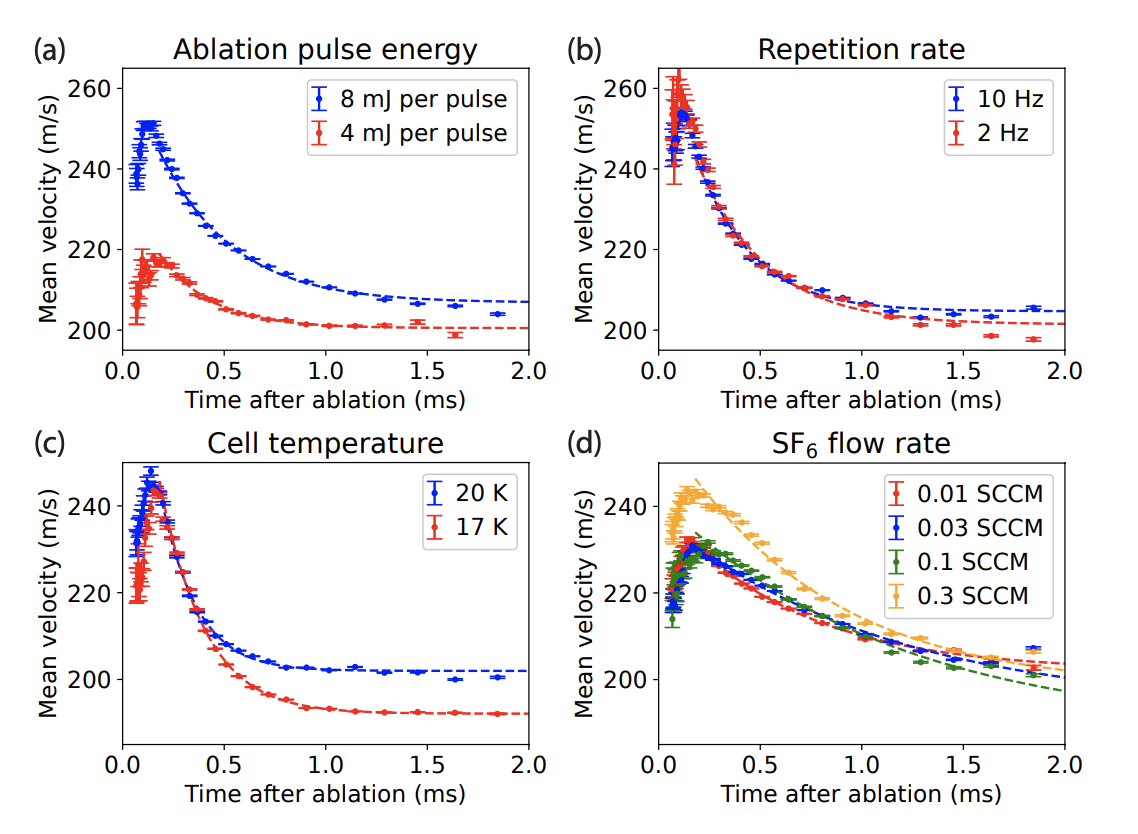 (a)
Ablation pulse energy
Mean velocity (m/s)
260
240
220
200
8 mJ per pulse
4 mJ per pulse
0.0 0.5 1.0 1.5 2.0
Time after ablation (ms)
(b)
Repetition rate
Mean velocity (m/s)
260
240
220
200
10 Hz
2 Hz
0.0 0.5 1.0 1.5 2.0
Time after ablation (ms)
(c)
Cell temperature
Mean velocity (m/s)
240
220
200
20 K
17 K
0.0 0.5 1.0 1.5 2.0
Time after ablation (ms)
(d)
SF₆ flow rate
Mean velocity (m/s)
240
220
200
0.01 SCCM
0.03 SCCM
0.1 SCCM
0.3 SCCM
0.0 0.5 1.0 1.5 2.0
Time after ablation (ms)